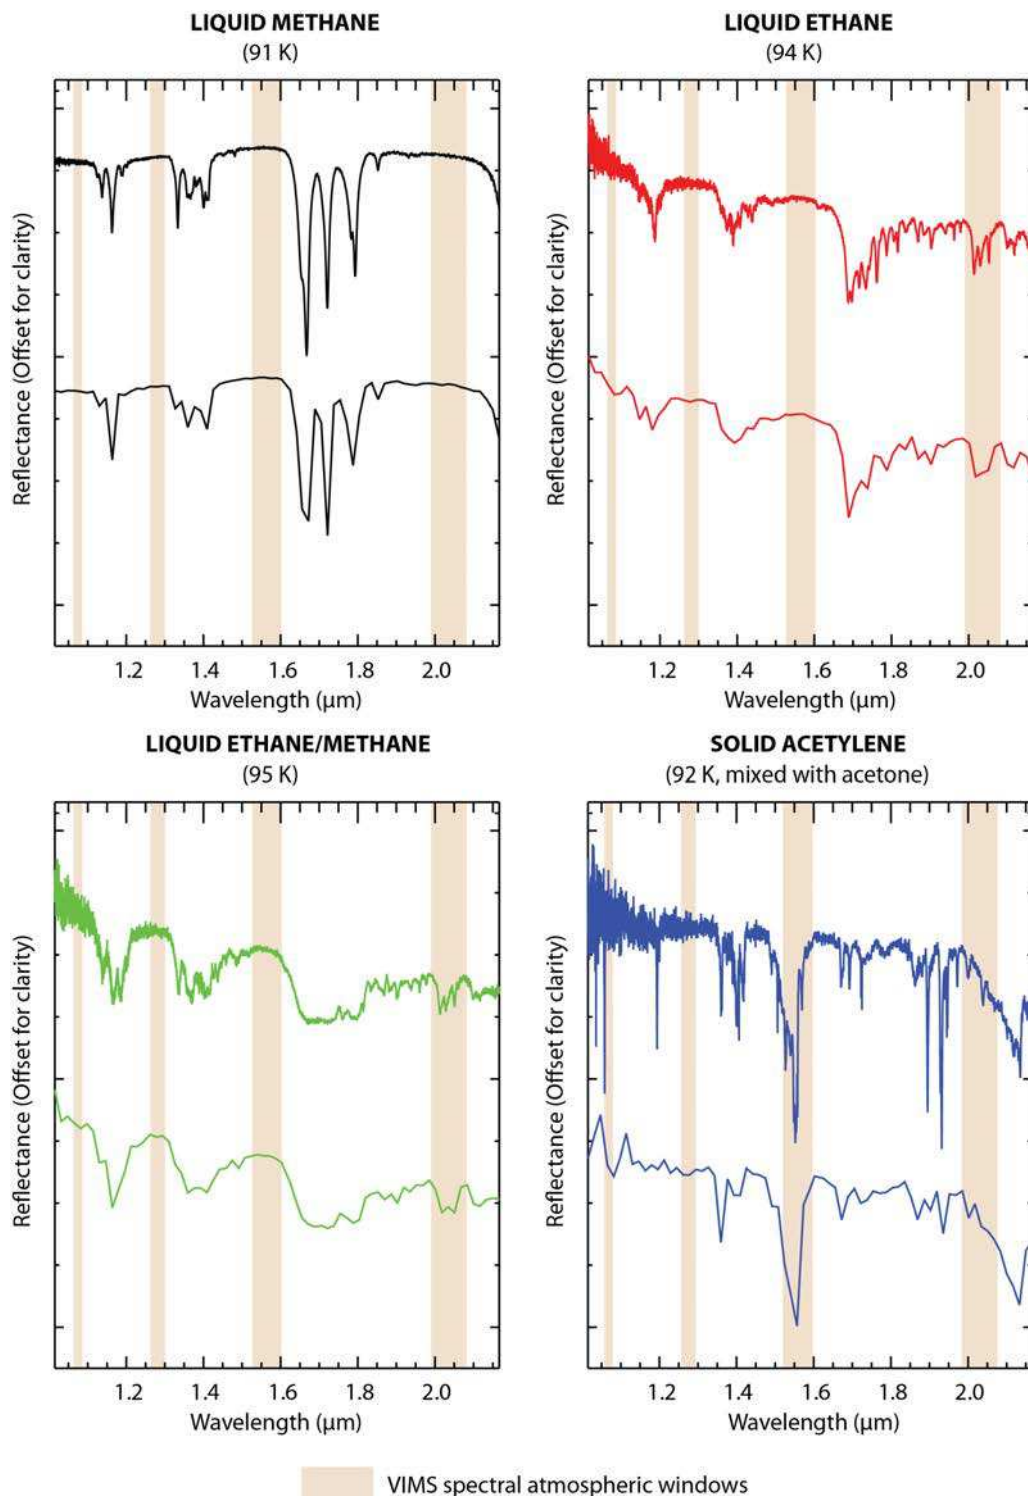 LIQUID METHANE
(91 K)
Reflectance (Offset for clarity)
1.2 1.4 1.6 1.8 2.0
Wavelength (μm)
LIQUID ETHANE
(94 K)
Reflectance (Offset for clarity)
1.2 1.4 1.6 1.8 2.0
Wavelength (μm)
LIQUID ETHANE/METHANE
(95 K)
Reflectance (Offset for clarity)
1.2 1.4 1.6 1.8 2.0
Wavelength (μm)
SOLID ACETYLENE
(92 K, mixed with acetone)
Reflectance (Offset for clarity)
1.2 1.4 1.6 1.8 2.0
Wavelength (μm)
VIMS spectral atmospheric windows